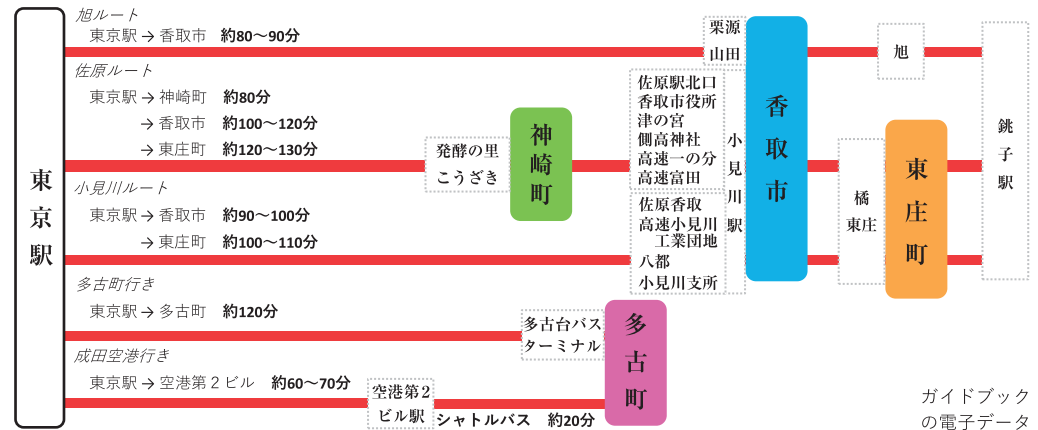 東京駅
旭ルート
東京駅→香取市 約80〜90分
佐原ルート
東京駅→神崎町 約80分
→香取市 約100〜120分
→東庄町 約120〜130分
小見川ルート
東京駅→香取市 約90〜100分
→東庄町 約100〜110分
多古町行き
東京駅→多古町 約120分
成田空港行き
東京駅→空港第2ビル 約60〜70分
空港第2
ビル駅
シャトルバス 約20分
発酵の里
こうざき
神崎町
栗源
山田
佐原駅北口
香取市役所
津の宮
側高神社
高速一の分
高速富田
佐原香取
高速小見川
工業団地
八都
小見川支所
小見川駅
多古台バス
ターミナル
多古町
香取市
旭
橘
東庄
東庄町
銚子駅
ガイドブック
の電子データ